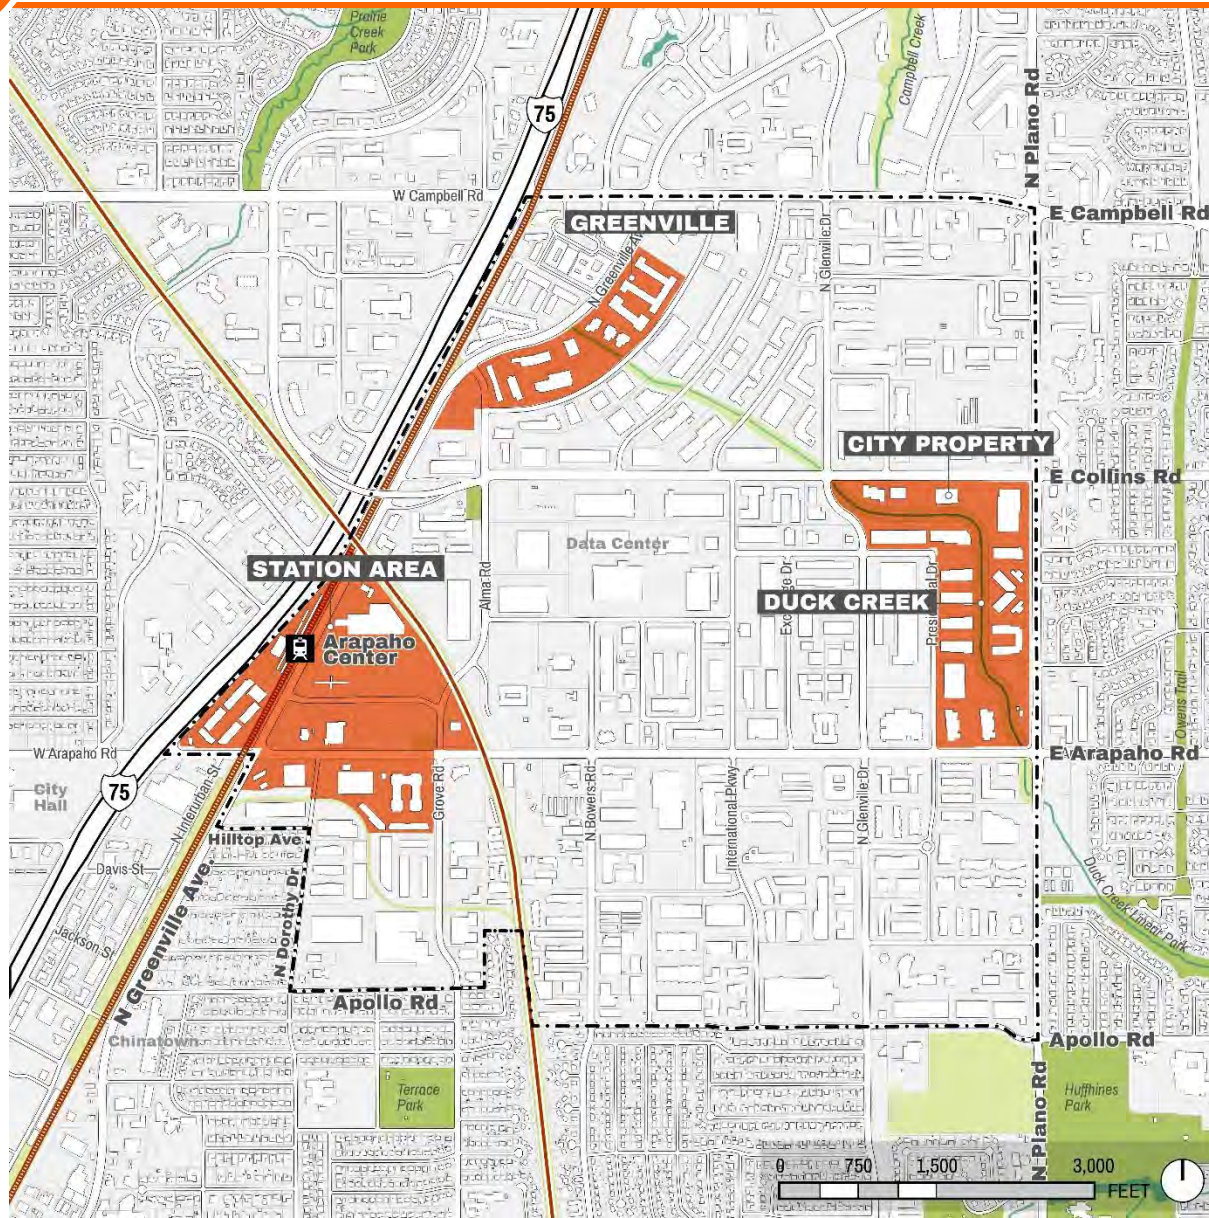 Prairie
Creek
Park
Campbell Creek
N Plano Rd
75
W Campbell Rd
E Campbell Rd
GREENVILLE
N Greenville Av
N Glenville Dr
CITY PROPERTY
E Collins Rd
Data Center
STATION AREA
Alma Rd
DUCK CREEK
Arapaho
Center
Owens Trail
W Arapaho Rd
E Arapaho Rd
City
Hall
75
N Interurban St
Grove Rd
N Bowers Rd
International Pkwy
N Glenville Dr
Hilltop Ave
Davis St
N Dorothy Dr
Duck Creek Linear Park
Jackson St
N Greenville Ave.
Apollo Rd
Chinatown
Apollo Rd
Terrace
Park
N Plano Rd
Huffhines
Park
0 750 1,500 3,000
FEET